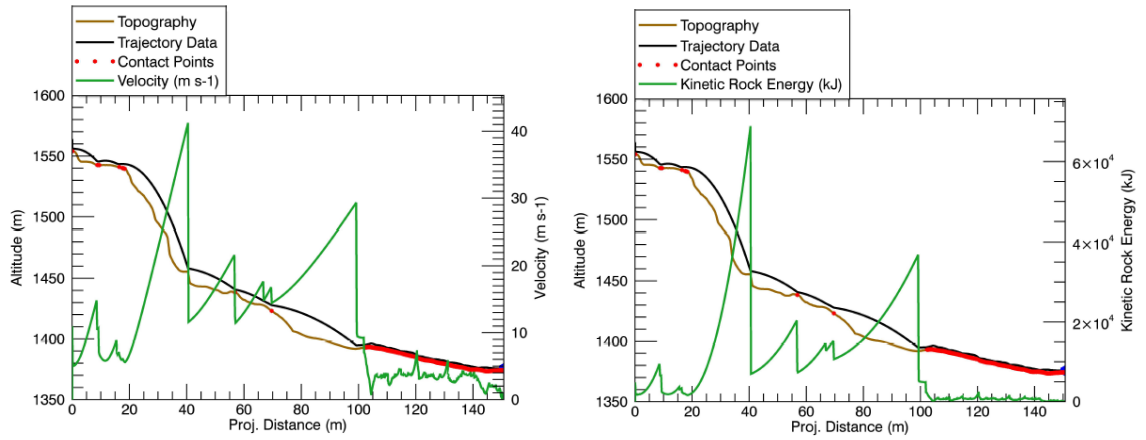 Topography
Trajectory Data
Contact Points
Velocity (m s-1)
1600
1550
1500
1450
1400
1350
Altitude (m)
0
20
40
60
80
100
120
140
Proj. Distance (m)
40
30
20
10
0
Velocity (m s-1)
Topography
Trajectory Data
Contact Points
Kinetic Rock Energy (kJ)
1600
1550
1500
1450
1400
1350
Altitude (m)
0
20
40
60
80
100
120
140
Proj. Distance (m)
6×10⁴
4×10⁴
2×10⁴
0
Kinetic Rock Energy (kJ)